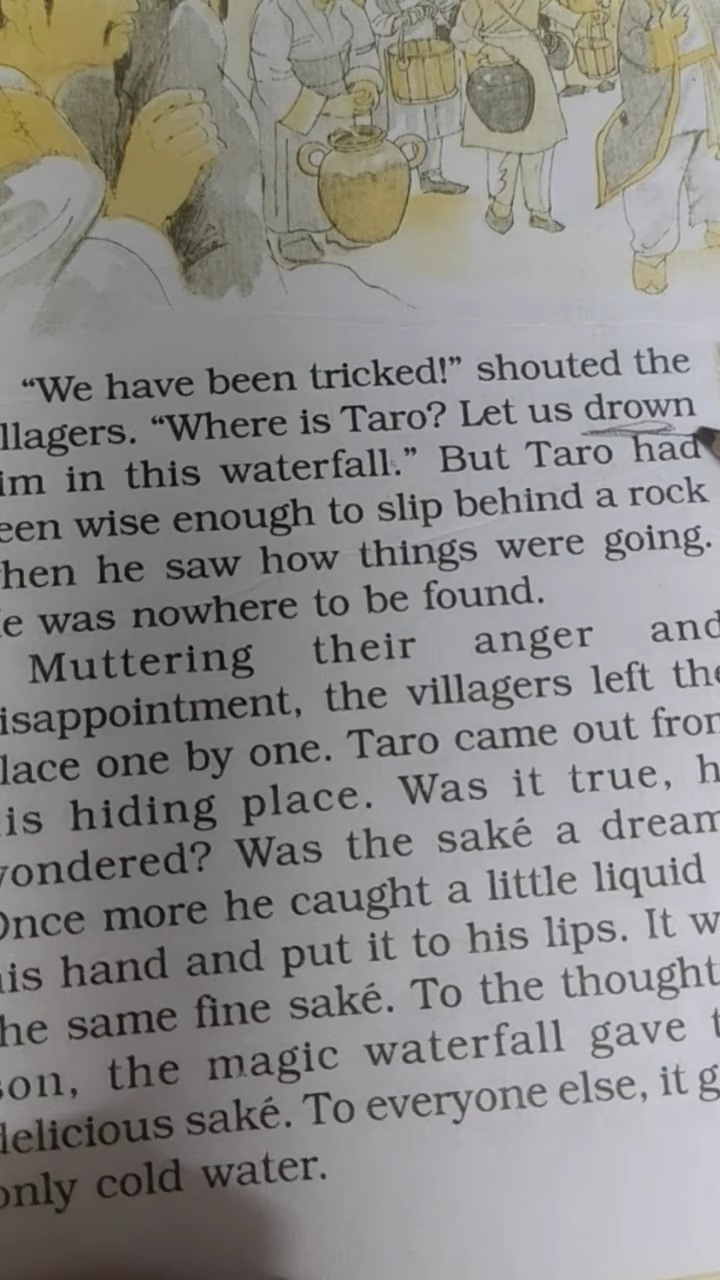 “We have been tricked!” shouted the
llagers. “Where is Taro? Let us drown
im in this waterfall.” But Taro had
een wise enough to slip behind a rock
hen he saw how things were going.
e was nowhere to be found.
Muttering their anger and
isappointment, the villagers left the
lace one by one. Taro came out from
is hiding place. Was it true, h
ondered? Was the saké a dream
Once more he caught a little liquid
his hand and put it to his lips. It w
he same fine saké. To the thought
son, the magic waterfall gave t
delicious saké. To everyone else, it g
only cold water.